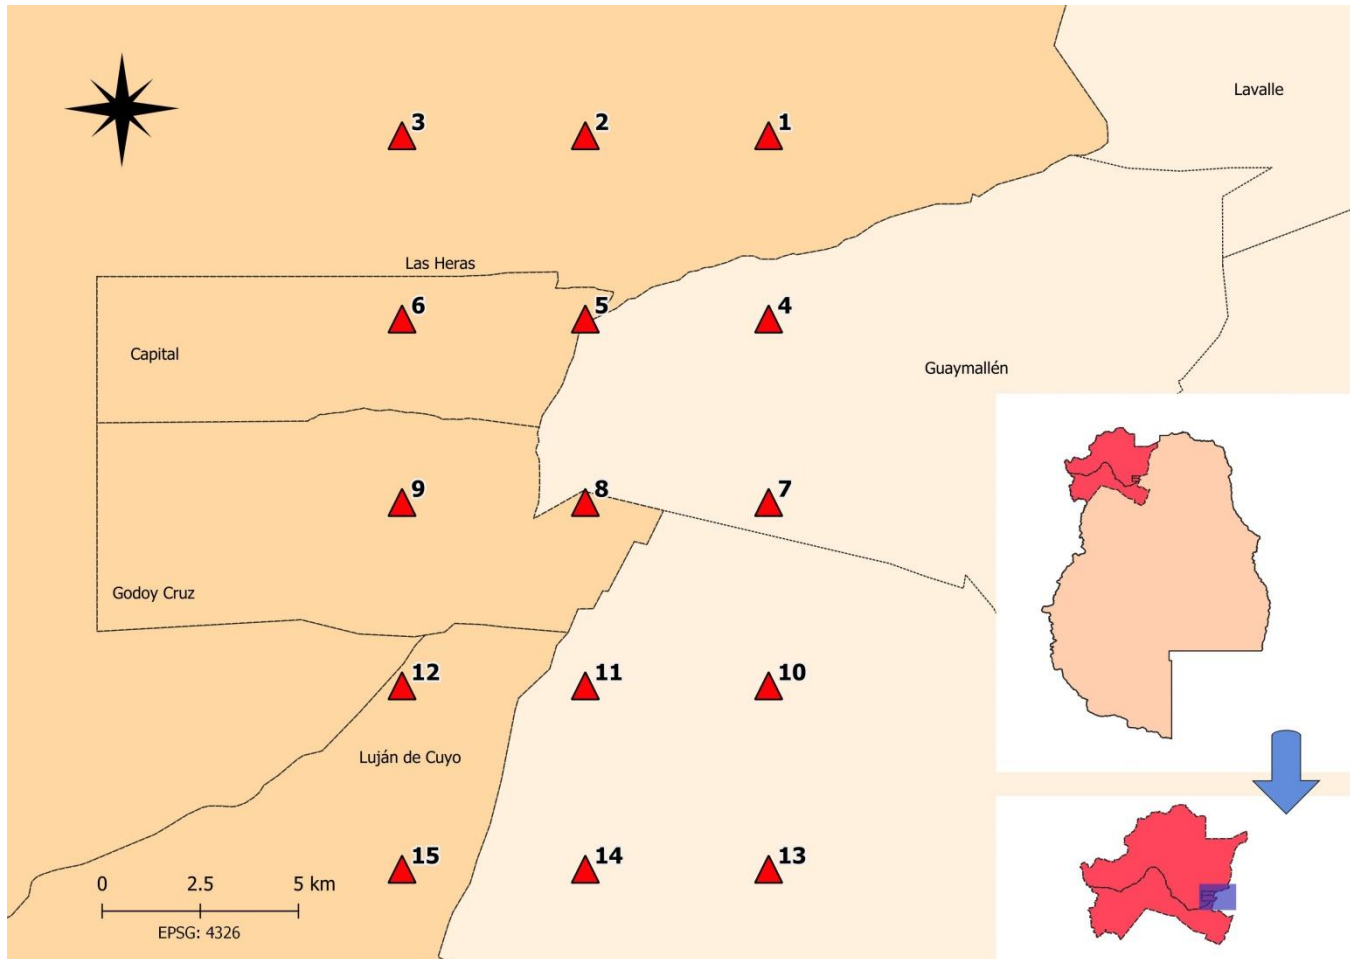 Lavalle
3 2 1
Las Heras
6 5 4
Capital
Guaymallén
9 8 7
Godoy Cruz
12 11 10
Luján de Cuyo
15 14 13
0 2.5 5 km
EPSG: 4326